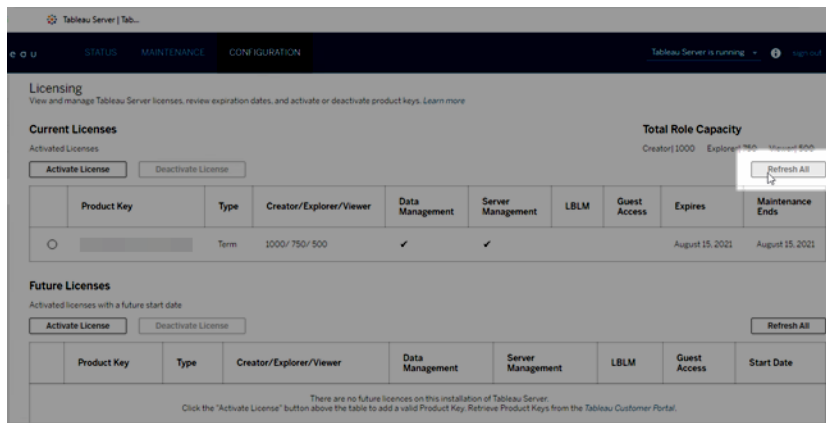 Tableau Server | Tab...
eau STATUS MAINTENANCE CONFIGURATION Tableau Server is running sign out
Licensing
View and manage Tableau Server licenses, review expiration dates, and activate or deactivate product keys. Learn more
Current Licenses Total Role Capacity
Activated Licenses Creator| 1000 Explorer| 750 Viewer| 500
Activate License Deactivate License Refresh All
Product Key Type Creator/Explorer/Viewer Data Management Server Management LBLM Guest Access Expires Maintenance Ends
Term 1000/ 750/ 500 ✔ ✔ August 15, 2021 August 15, 2021
Future Licenses
Activated licenses with a future start date
Activate License Deactivate License Refresh All
Product Key Type Creator/Explorer/Viewer Data Management Server Management LBLM Guest Access Start Date
There are no future licences on this installation of Tableau Server.
Click the "Activate License" button above the table to add a valid Product Key. Retrieve Product Keys from the Tableau Customer Portal.